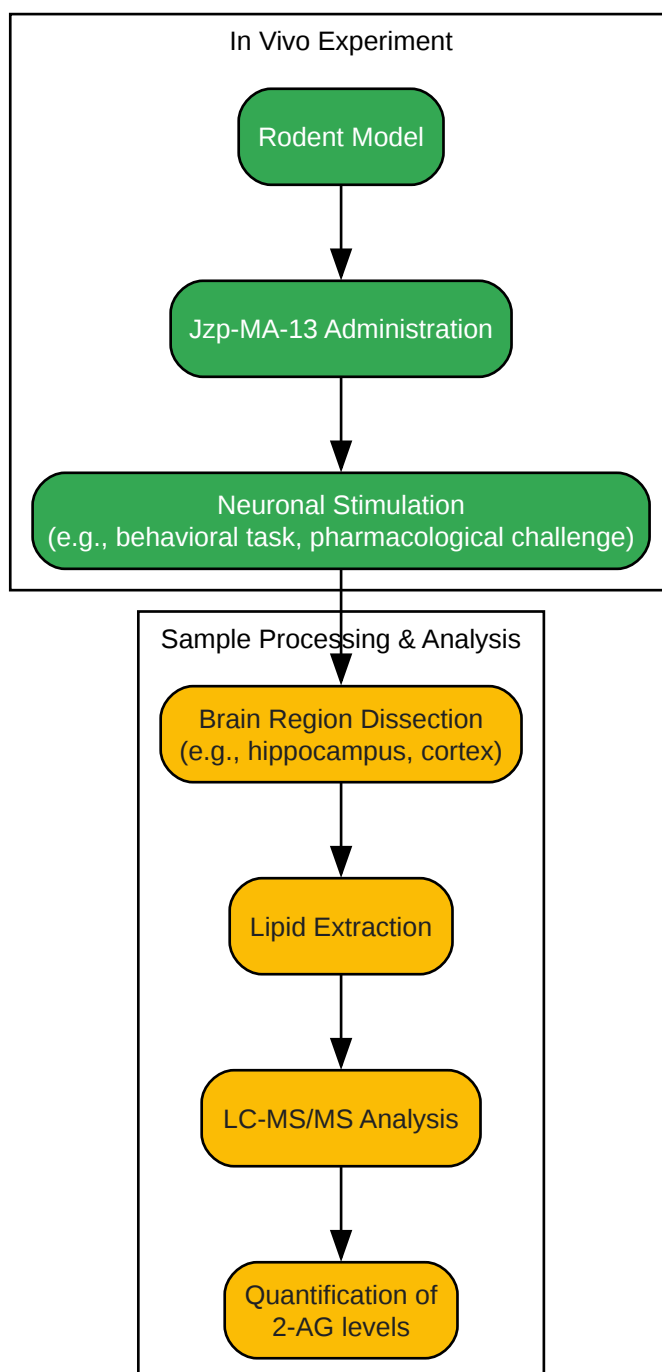 In Vivo Experiment
Rodent Model
Jzp-MA-13 Administration
Neuronal Stimulation
(e.g., behavioral task, pharmacological challenge)
Sample Processing & Analysis
Brain Region Dissection
(e.g., hippocampus, cortex)
Lipid Extraction
LC-MS/MS Analysis
Quantification of
2-AG levels